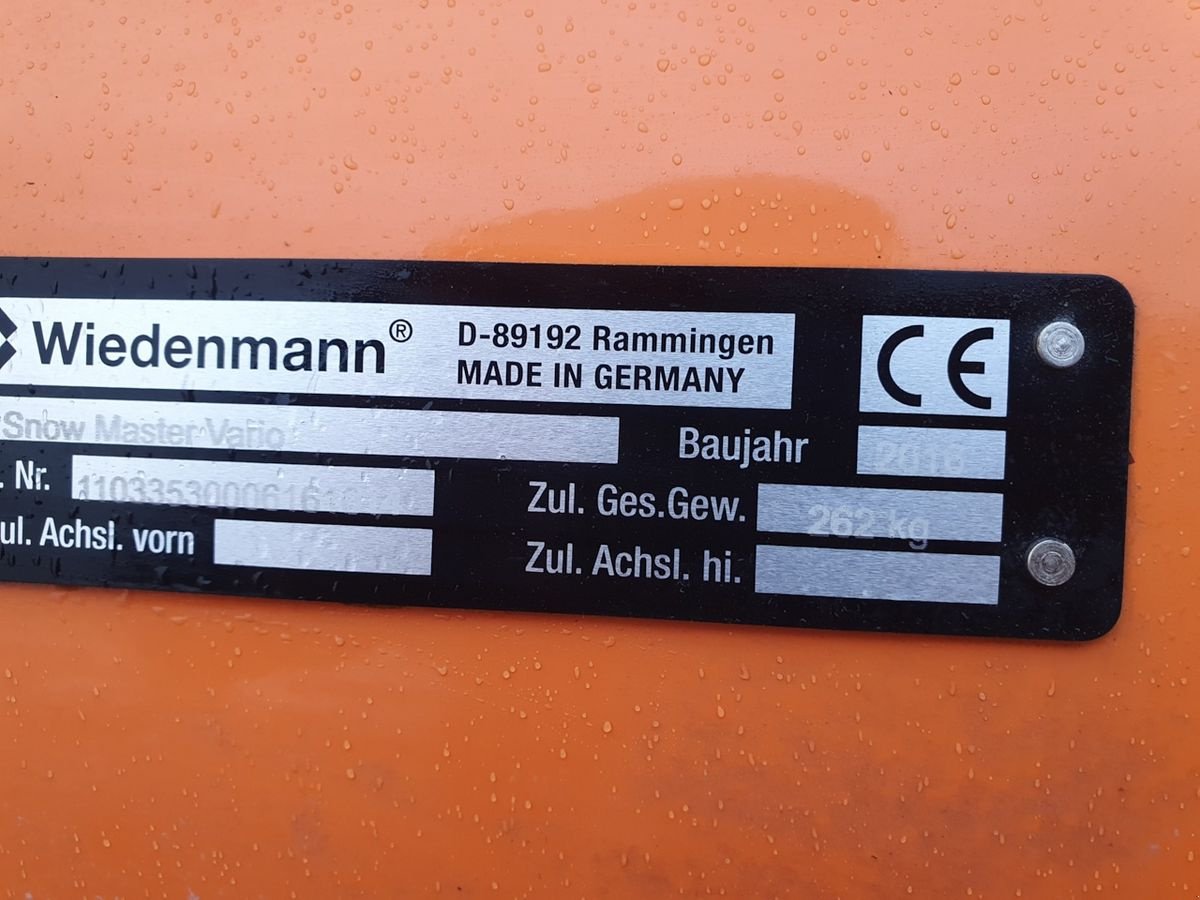 Wiedenmann® D-89192 Rammingen
MADE IN GERMANY
CE
Snow Master Vario
Baujahr
. Nr.
Zul. Ges.Gew. 262 kg
ul. Achsl. vorn
Zul. Achsl. hi.